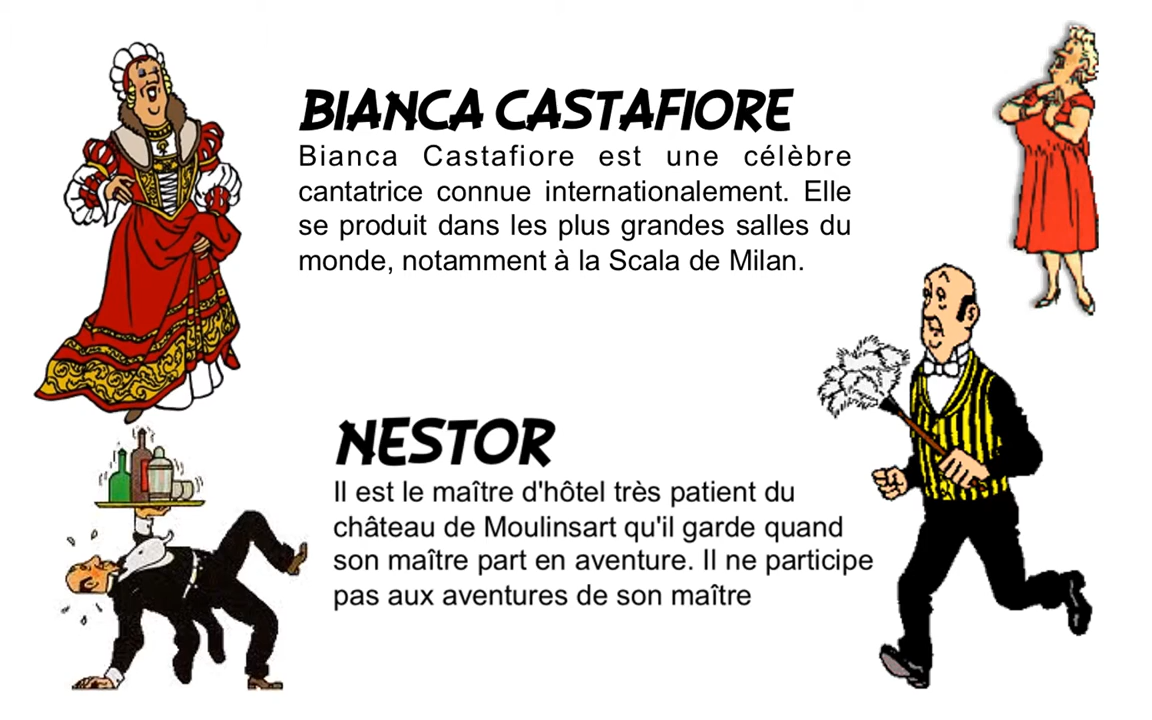 BIANCA CASTAFIORE
Bianca Castafiore est une célèbre
cantatrice connue internationalement. Elle
se produit dans les plus grandes salles du
monde, notamment à la Scala de Milan.
NESTOR
Il est le maître d'hôtel très patient du
château de Moulinsart qu'il garde quand
son maître part en aventure. Il ne participe
pas aux aventures de son maître